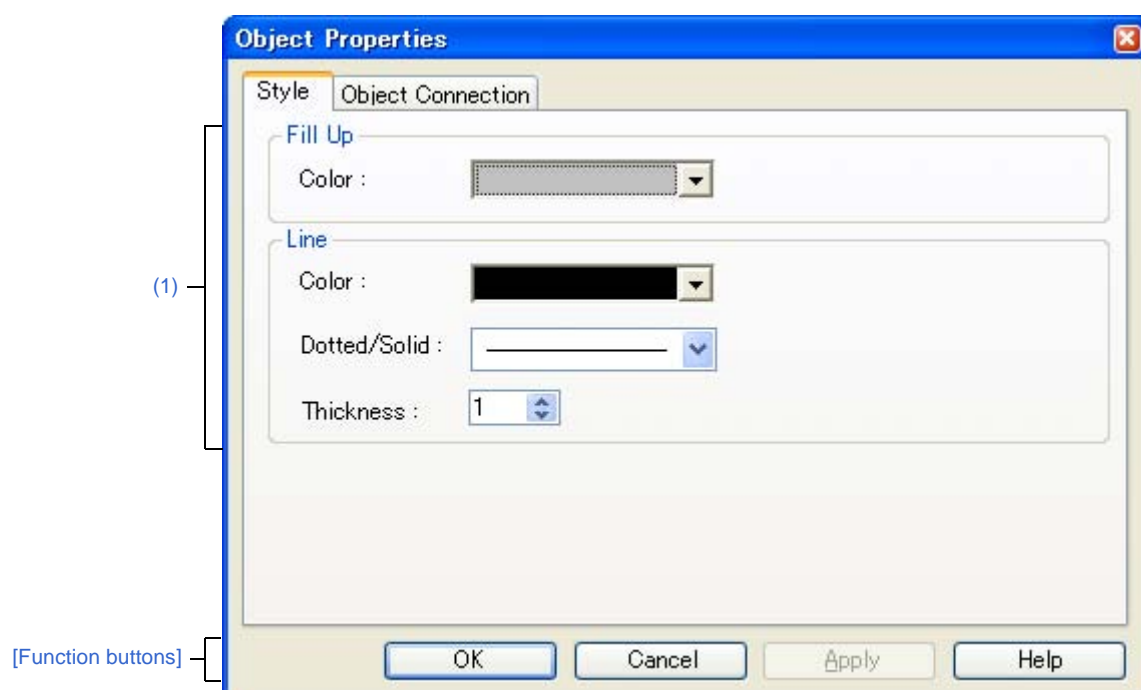 Object Properties
Style Object Connection
Fill Up
Color :
Line
(1) Color :
Dotted/Solid :
Thickness : 1
[Function buttons] OK Cancel Apply Help